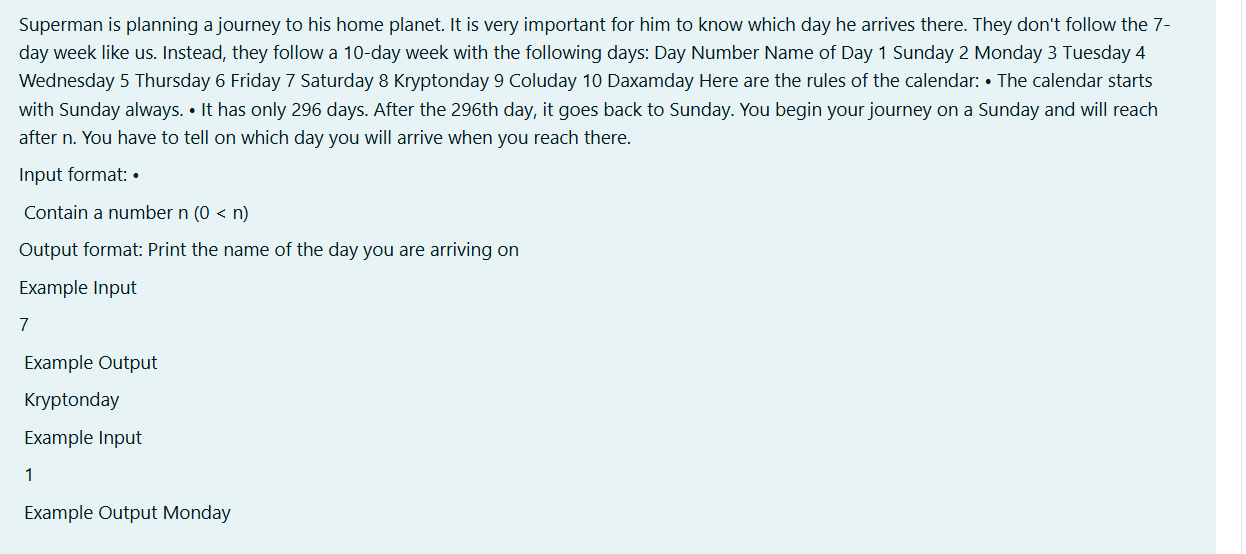 Superman is planning a journey to his home planet. It is very important for him to know which day he arrives there. They don't follow the 7-
day week like us. Instead, they follow a 10-day week with the following days: Day Number Name of Day 1 Sunday 2 Monday 3 Tuesday 4
Wednesday 5 Thursday 6 Friday 7 Saturday 8 Kryptonday 9 Coluday 10 Daxamday Here are the rules of the calendar: • The calendar starts
with Sunday always. • It has only 296 days. After the 296th day, it goes back to Sunday. You begin your journey on a Sunday and will reach
after n. You have to tell on which day you will arrive when you reach there.
Input format: •
Contain a number n (0 < n)
Output format: Print the name of the day you are arriving on
Example Input
7
Example Output
Kryptonday
Example Input
1
Example Output Monday